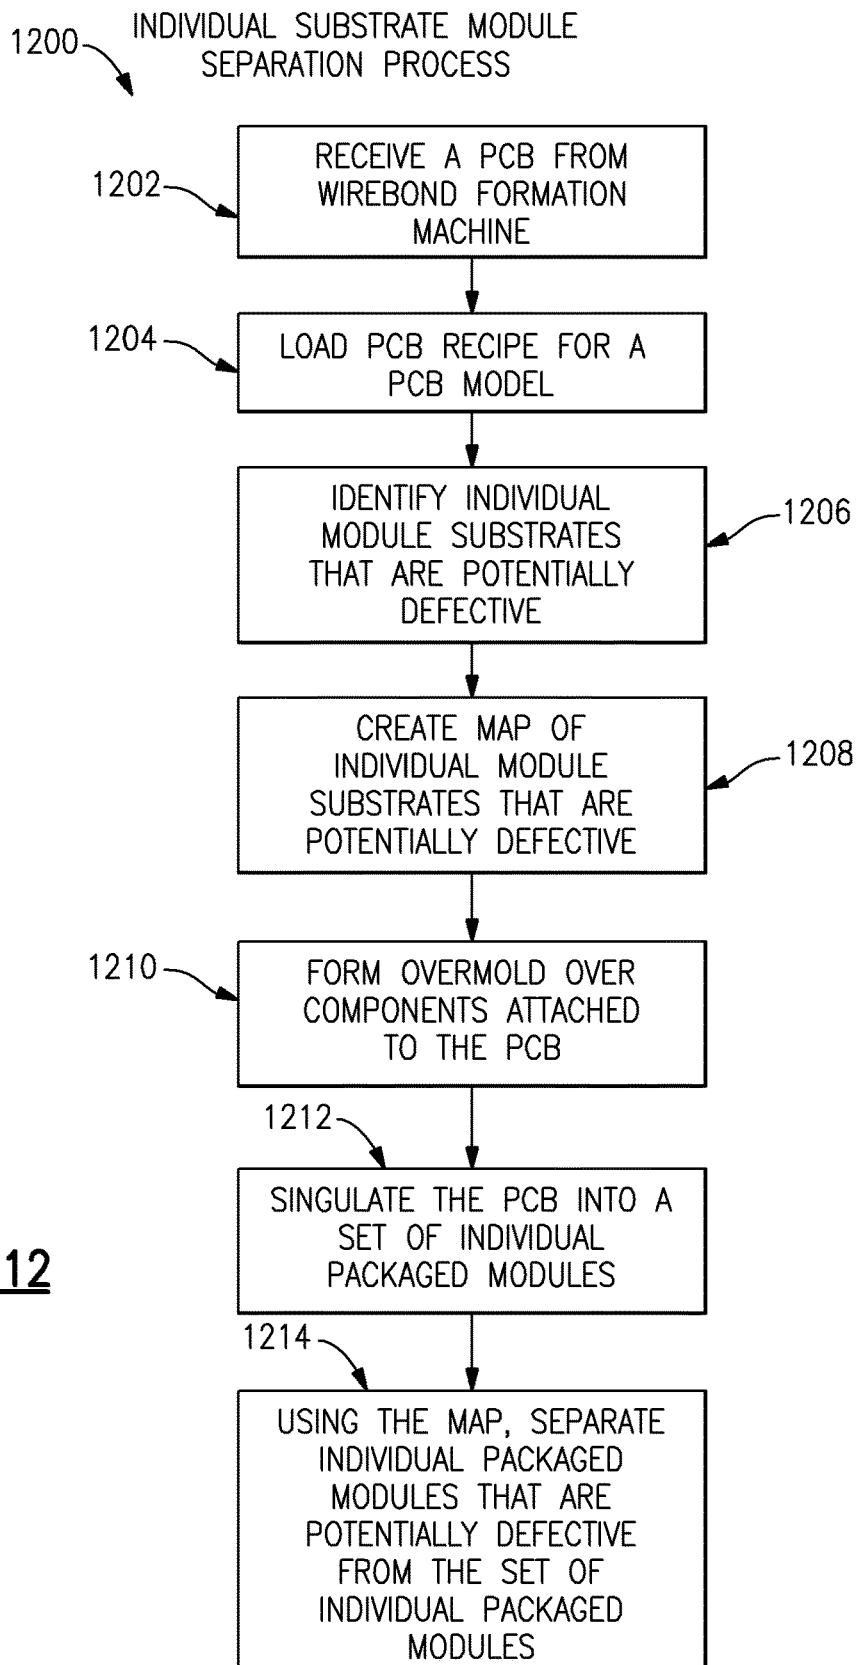 INDIVIDUAL SUBSTRATE MODULE
SEPARATION PROCESS
1200
RECEIVE A PCB FROM
WIREBOND FORMATION
MACHINE
1202
LOAD PCB RECIPE FOR A
PCB MODEL
1204
IDENTIFY INDIVIDUAL
MODULE SUBSTRATES
THAT ARE POTENTIALLY
DEFECTIVE
1206
CREATE MAP OF
INDIVIDUAL MODULE
SUBSTRATES THAT ARE
POTENTIALLY DEFECTIVE
1208
FORM OVERMOLD OVER
COMPONENTS ATTACHED
TO THE PCB
1210
1212
SINGULATE THE PCB INTO A
SET OF INDIVIDUAL
PACKAGED MODULES
12
1214
USING THE MAP, SEPARATE
INDIVIDUAL PACKAGED
MODULES THAT ARE
POTENTIALLY DEFECTIVE
FROM THE SET OF
INDIVIDUAL PACKAGED
MODULES